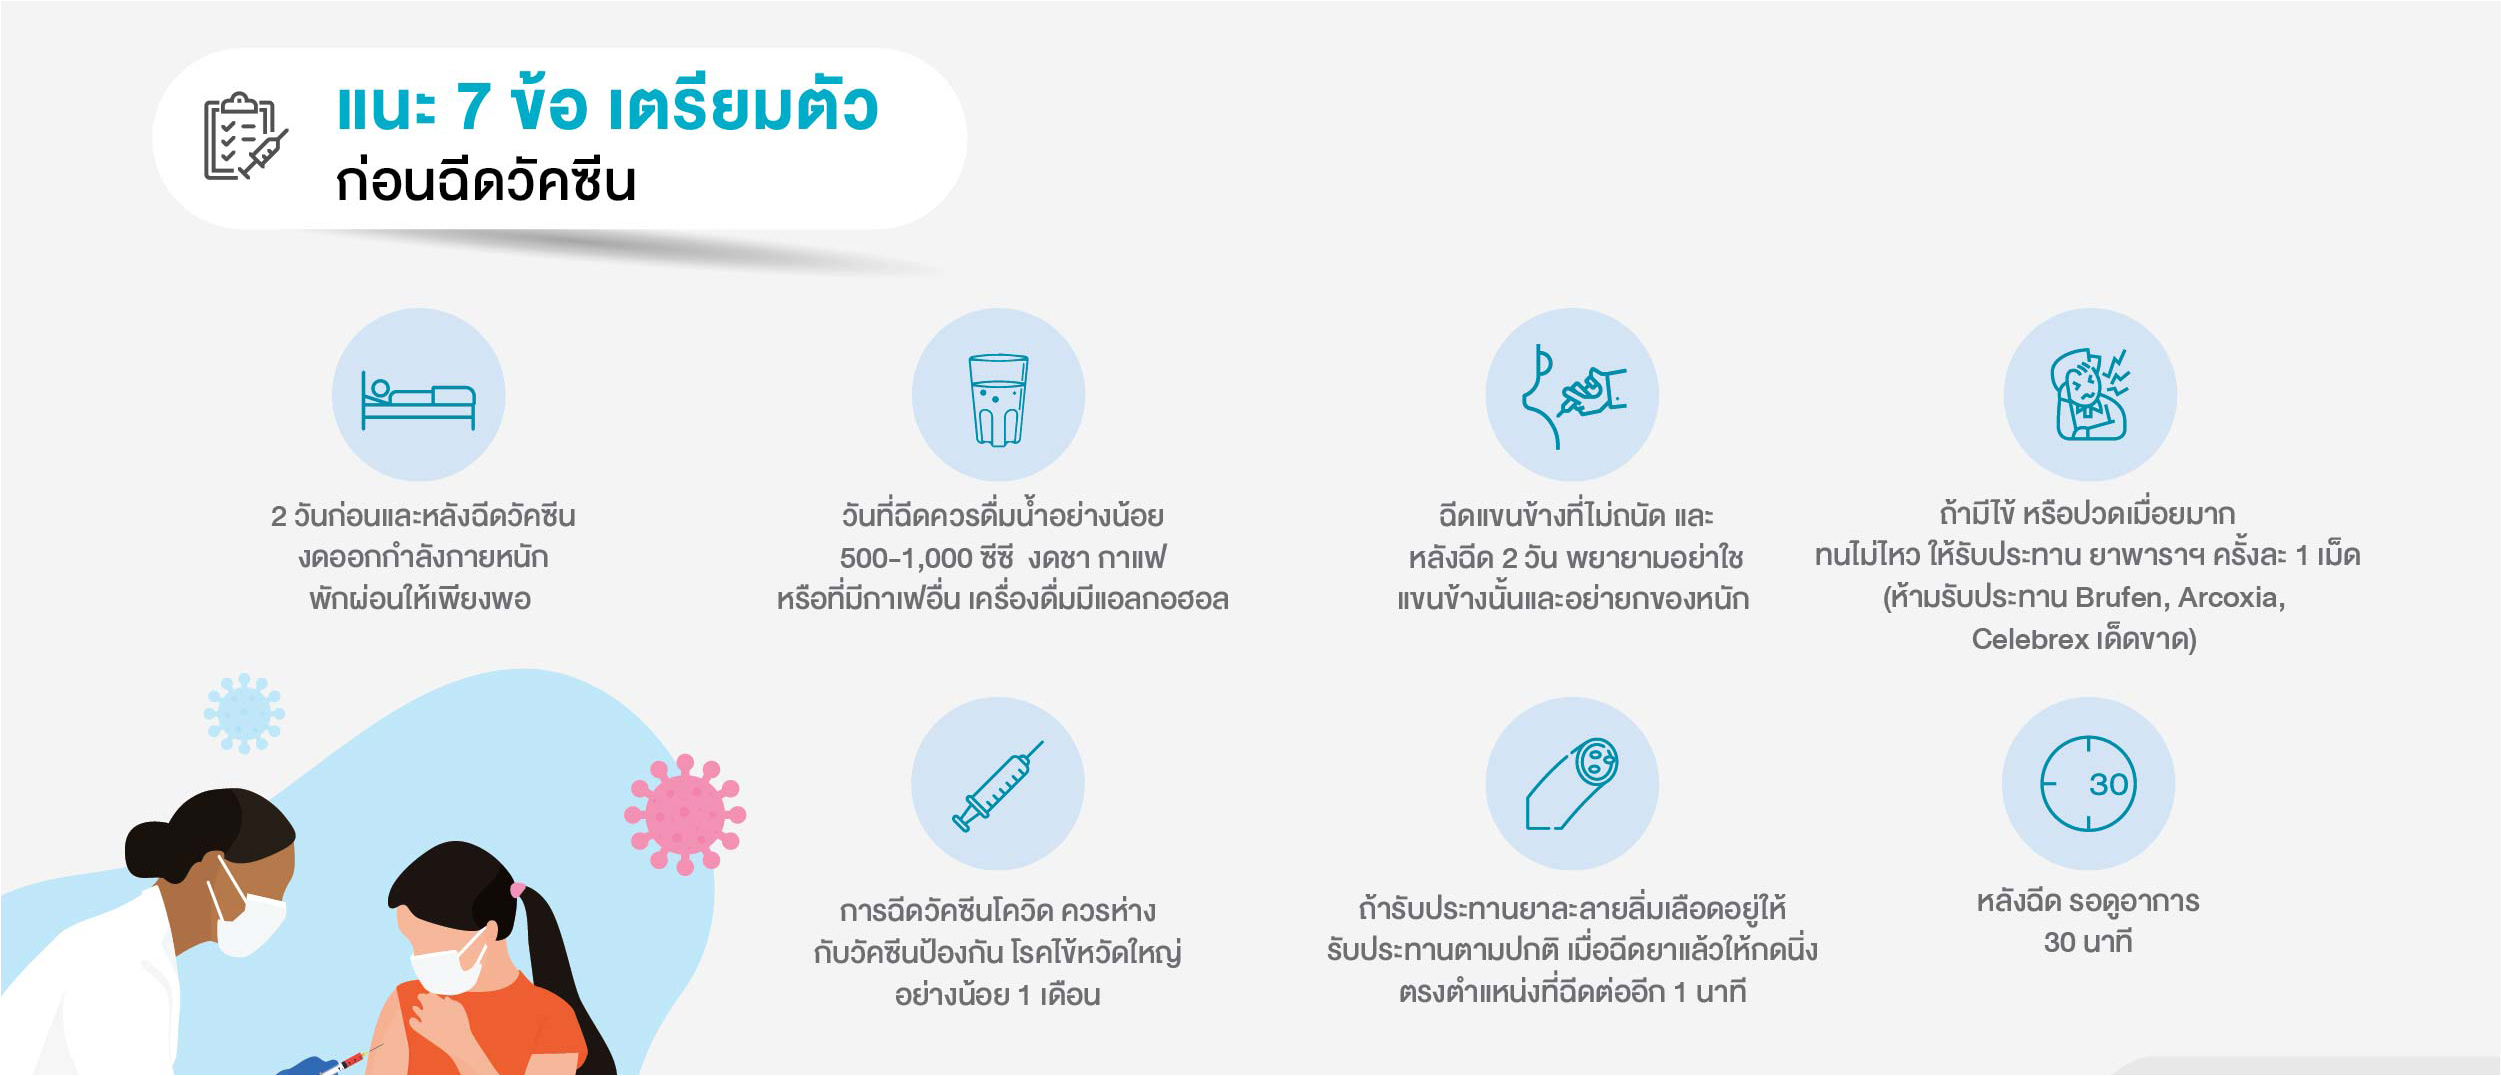 แนะ 7 ข้อ เตรียมตัว
ก่อนฉีดวัคซีน
2 วันก่อนและหลังฉีดวัคซีน
งดออกกำลังกายหนัก
พักผ่อนให้เพียงพอ
วันที่ฉีดควรดื่มน้ำอย่างน้อย
500-1,000 ซีซี งดชา กาแฟ
หรือที่มีกาเฟอื่น เครื่องดื่มมีแอลกอฮอล
ฉีดแขนข้างที่ไม่ถนัด และ
หลังฉีด 2 วัน พยายามอย่าใช
แขนข้างนั้นและอย่ายกของหนัก
ถ้ามีไข้ หรือปวดเมื่อยมาก
ทนไม่ไหว ให้รับประทาน ยาพาราฯ ครั้งละ 1 เม็ด
(ห้ามรับประทาน Brufen, Arcoxia,
Celebrex เด็ดขาด)
การฉีดวัคซีนโควิด ควรห่าง
กับวัคซีนป้องกัน โรคไข้หวัดใหญ่
อย่างน้อย 1 เดือน
ถ้ารับประทานยาละลายลิ่มเลือดอยู่ให้
รับประทานตามปกติ เมื่อฉีดยาแล้วให้กดนิ่ง
ตรงตำแหน่งที่ฉีดต่ออีก 1 นาที
30
หลังฉีด รอดูอาการ
30 นาที